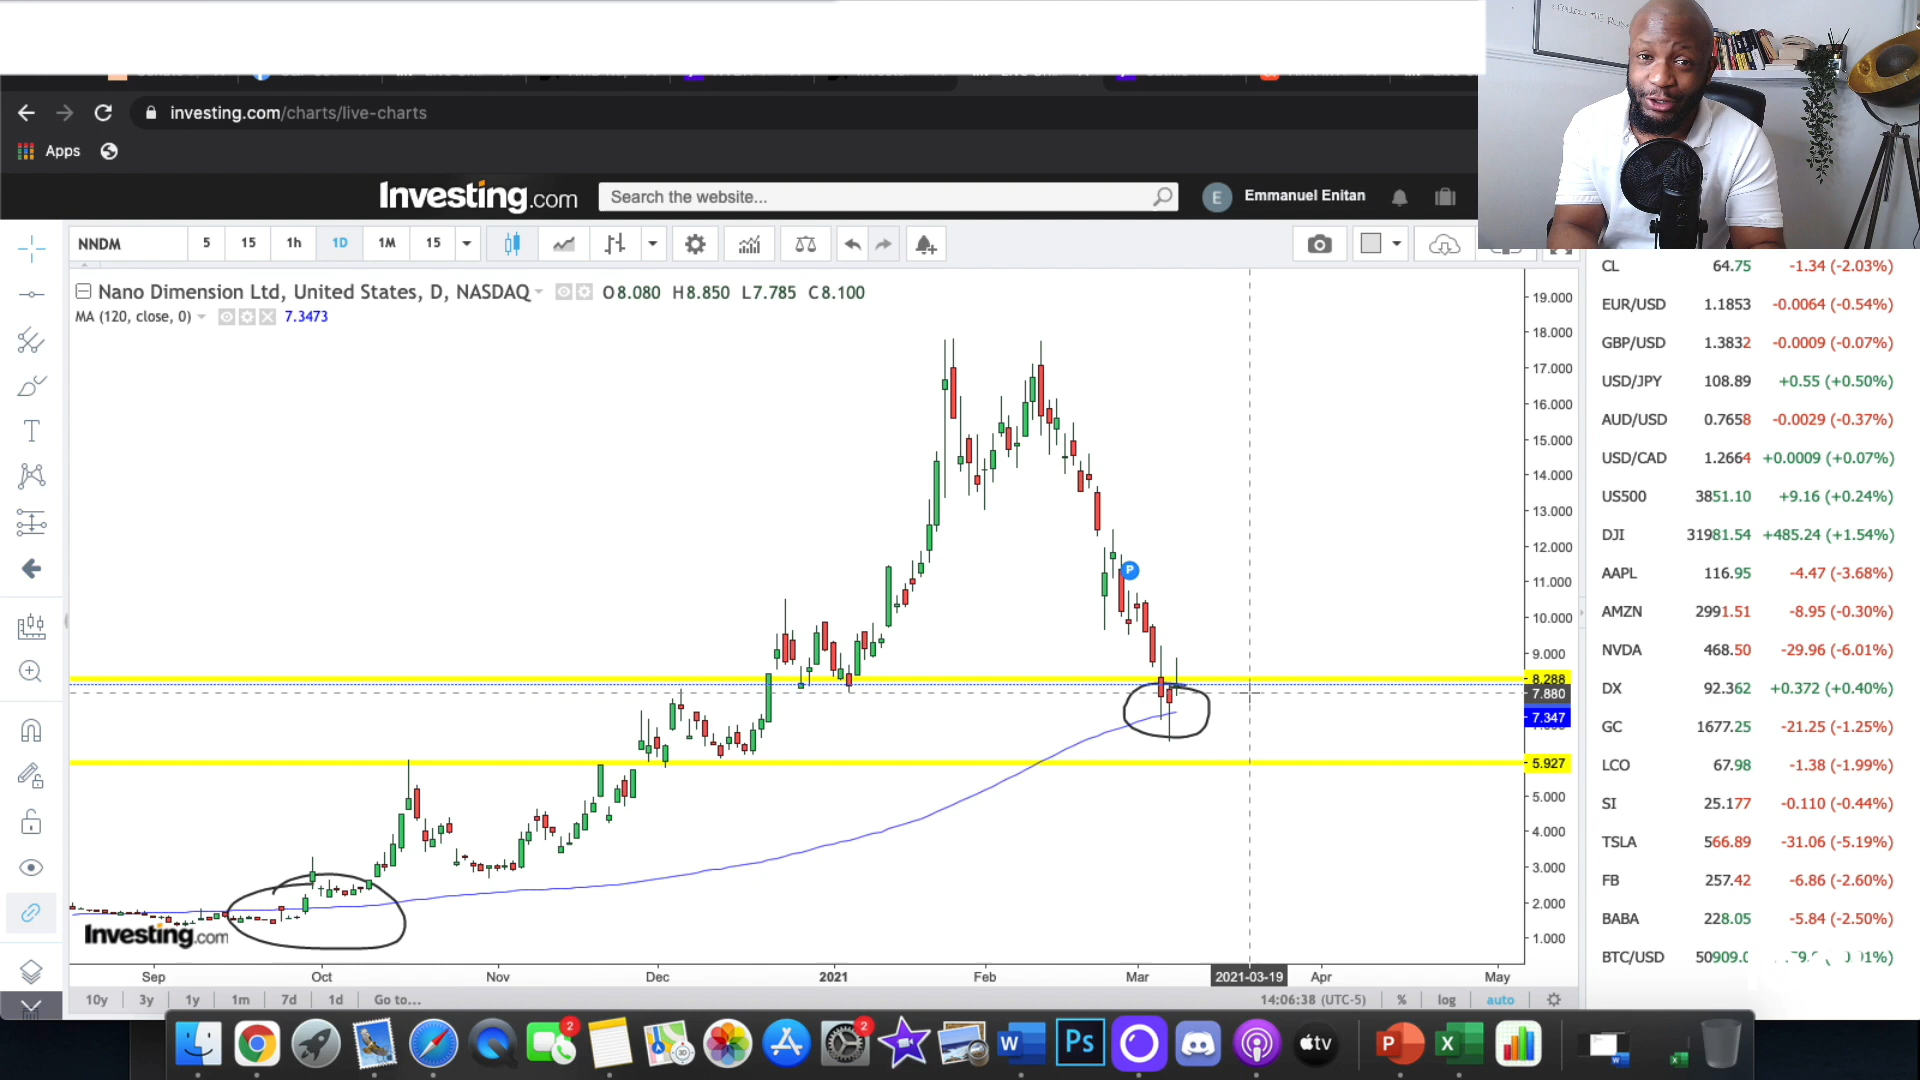 investing.com/charts/live-charts
Apps
Investing.com
Search the website...
E
Emmanuel Enitan
NNDM
5
15
1h
1D
1M
15
Nano Dimension Ltd, United States, D, NASDAQ
O8.080 H8.850 L7.785 C8.100
MA (120, close, 0)
7.3473
T
P
19.000
18.000
17.000
16.000
15.000
14.000
13.000
12.000
11.000
10.000
9.000
8.288
7.880
7.347
5.927
5.000
4.000
3.000
2.000
1.000
Investing.com
Sep
Oct
Nov
Dec
2021
Feb
Mar
2021-03-19
Apr
May
10y
3y
1y
1m
7d
1d
Go to...
14:06:38 (UTC-5)
%
log
auto
CL 64.75 -1.34 (-2.03%)
EUR/USD 1.1853 -0.0064 (-0.54%)
GBP/USD 1.3832 -0.0009 (-0.07%)
USD/JPY 108.89 +0.55 (+0.50%)
AUD/USD 0.7658 -0.0029 (-0.37%)
USD/CAD 1.2664 +0.0009 (+0.07%)
US500 3851.10 +9.16 (+0.24%)
DJI 31981.54 +485.24 (+1.54%)
AAPL 116.95 -4.47 (-3.68%)
AMZN 2991.51 -8.95 (-0.30%)
NVDA 468.50 -29.96 (-6.01%)
DX 92.362 +0.372 (+0.40%)
GC 1677.25 -21.25 (-1.25%)
LCO 67.98 -1.38 (-1.99%)
SI 25.177 -0.110 (-0.44%)
TSLA 566.89 -31.06 (-5.19%)
FB 257.42 -6.86 (-2.60%)
BABA 228.05 -5.84 (-2.50%)
BTC/USD
2
2
W
Ps
tv
P
X